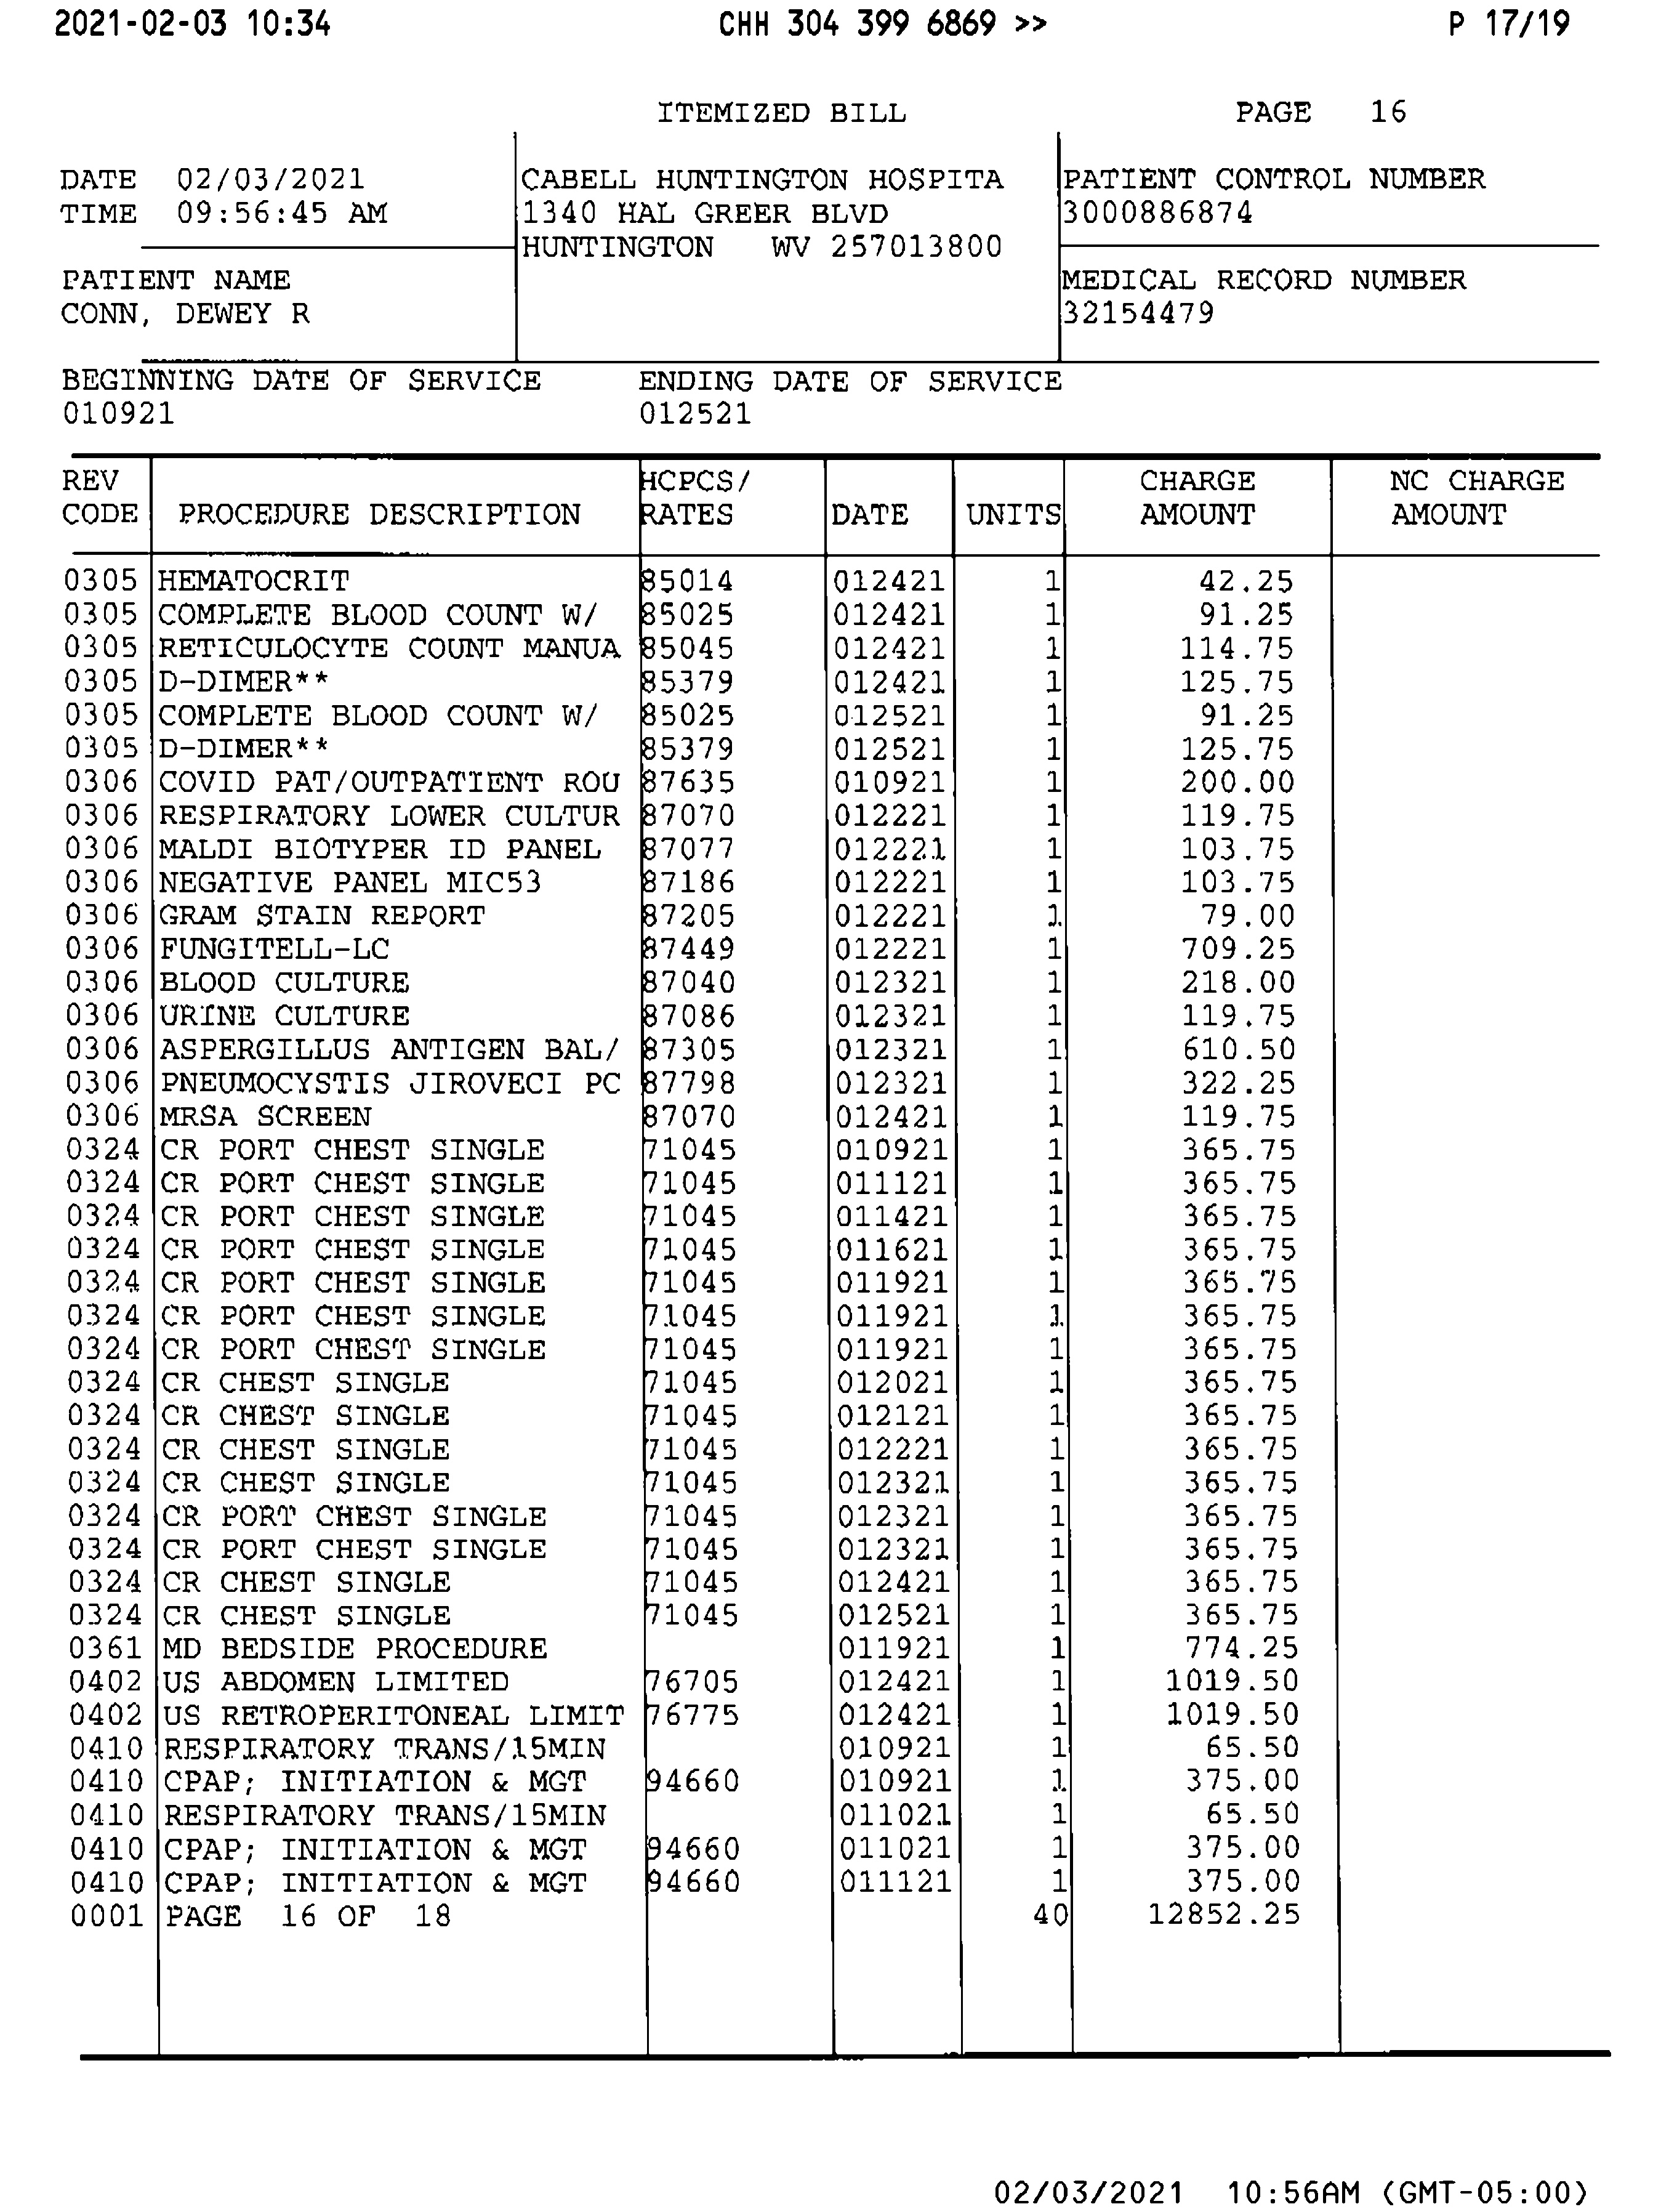 2021-02-03 10:34 CHH 304 399 6869 >> P 17/19
ITEMIZED BILL PAGE 16
DATE 02/03/2021 CABELL HUNTINGTON HOSPITA PATIENT CONTROL NUMBER
TIME 09:56:45 AM 1340 HAL GREER BLVD 3000886874
HUNTINGTON WV 257013800
PATIENT NAME MEDICAL RECORD NUMBER
CONN, DEWEY R 32154479
BEGINNING DATE OF SERVICE ENDING DATE OF SERVICE
010921 012521
REV HCPCS/ CHARGE NC CHARGE
CODE PROCEDURE DESCRIPTION RATES DATE UNITS AMOUNT AMOUNT
0305 HEMATOCRIT 85014 012421 1 42.25
0305 COMPLETE BLOOD COUNT W/ 85025 012421 1 91.25
0305 RETICULOCYTE COUNT MANUA 85045 012421 1 114.75
0305 D-DIMER** 85379 012421 1 125.75
0305 COMPLETE BLOOD COUNT W/ 85025 012521 1 91.25
0305 D-DIMER** 85379 012521 1 125.75
0306 COVID PAT/OUTPATIENT ROU 87635 010921 1 200.00
0306 RESPIRATORY LOWER CULTUR 87070 012221 1 119.75
0306 MALDI BIOTYPER ID PANEL 87077 012221 1 103.75
0306 NEGATIVE PANEL MIC53 87186 012221 1 103.75
0306 GRAM STAIN REPORT 87205 012221 1 79.00
0306 FUNGITELL-LC 87449 012221 1 709.25
0306 BLOOD CULTURE 87040 012321 1 218.00
0306 URINE CULTURE 87086 012321 1 119.75
0306 ASPERGILLUS ANTIGEN BAL/ 87305 012321 1 610.50
0306 PNEUMOCYSTIS JIROVECI PC 87798 012321 1 322.25
0306 MRSA SCREEN 87070 012421 1 119.75
0324 CR PORT CHEST SINGLE 71045 010921 1 365.75
0324 CR PORT CHEST SINGLE 71045 011121 1 365.75
0324 CR PORT CHEST SINGLE 71045 011421 1 365.75
0324 CR PORT CHEST SINGLE 71045 011621 1 365.75
0324 CR PORT CHEST SINGLE 71045 011921 1 365.75
0324 CR PORT CHEST SINGLE 71045 011921 1 365.75
0324 CR PORT CHEST SINGLE 71045 011921 1 365.75
0324 CR CHEST SINGLE 71045 012021 1 365.75
0324 CR CHEST SINGLE 71045 012121 1 365.75
0324 CR CHEST SINGLE 71045 012221 1 365.75
0324 CR CHEST SINGLE 71045 012321 1 365.75
0324 CR PORT CHEST SINGLE 71045 012321 1 365.75
0324 CR PORT CHEST SINGLE 71045 012321 1 365.75
0324 CR CHEST SINGLE 71045 012421 1 365.75
0324 CR CHEST SINGLE 71045 012521 1 365.75
0361 MD BEDSIDE PROCEDURE 011921 1 774.25
0402 US ABDOMEN LIMITED 76705 012421 1 1019.50
0402 US RETROPERITONEAL LIMIT 76775 012421 1 1019.50
0410 RESPIRATORY TRANS/15MIN 010921 1 65.50
0410 CPAP; INITIATION & MGT 94660 010921 1 375.00
0410 RESPIRATORY TRANS/15MIN 011021 1 65.50
0410 CPAP; INITIATION & MGT 94660 011021 1 375.00
0410 CPAP; INITIATION & MGT 94660 011121 1 375.00
0001 PAGE 16 OF 18 40 12852.25
02/03/2021 10:56AM (GMT-05:00)